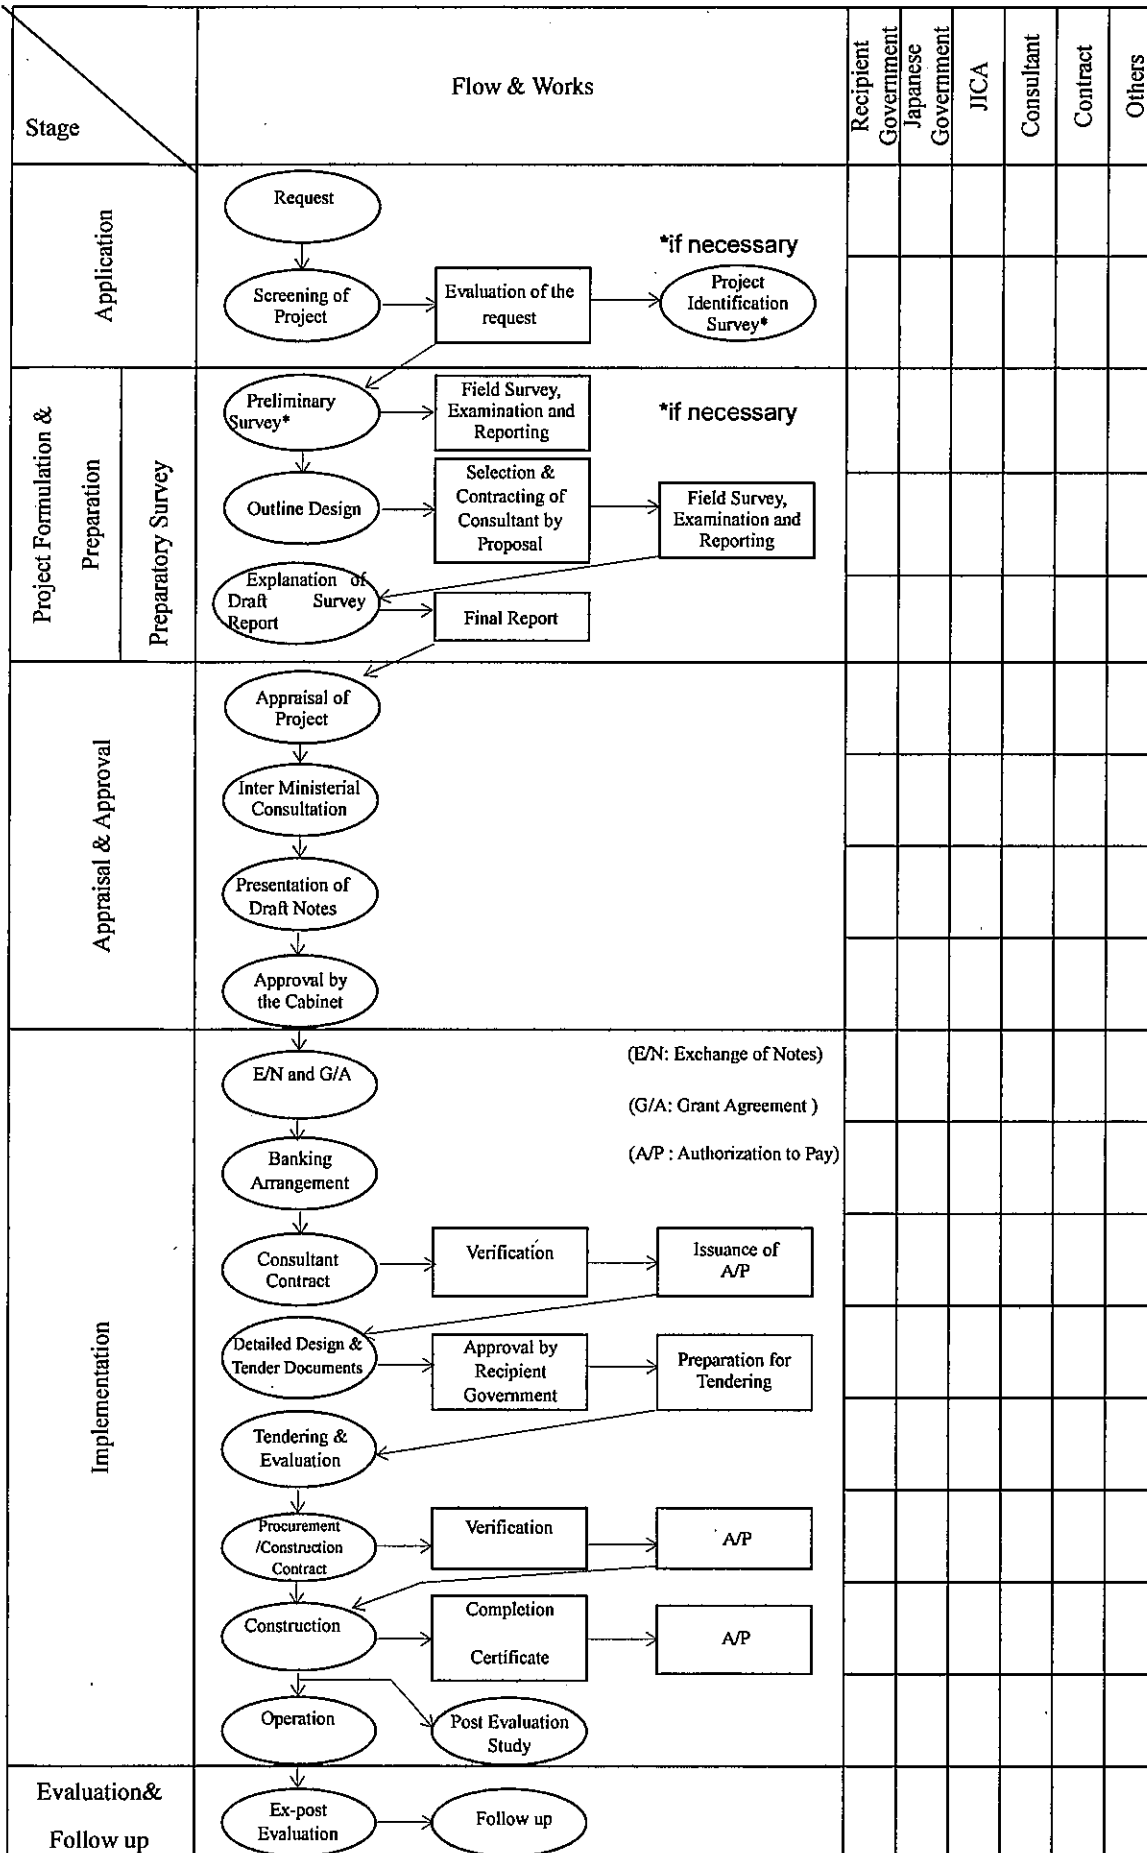 Stage
Flow & Works
Recipient
Government
Japanese
Government
JICA
Consultant
Contract
Others
Application
Request
*if necessary
Screening of
Project
Evaluation of the
request
Project
Identification
Survey*
Project Formulation &
Preparation
Preparatory Survey
Preliminary
Survey*
Field Survey,
Examination and
Reporting
*if necessary
Outline Design
Selection &
Contracting of
Consultant by
Proposal
Field Survey,
Examination and
Reporting
Explanation of
Draft Survey
Report
Final Report
Appraisal & Approval
Appraisal of
Project
Inter Ministerial
Consultation
Presentation of
Draft Notes
Approval by
the Cabinet
Implementation
E/N and G/A
(E/N: Exchange of Notes)
(G/A: Grant Agreement )
(A/P : Authorization to Pay)
Banking
Arrangement
Consultant
Contract
Verification
Issuance of
A/P
Detailed Design &
Tender Documents
Approval by
Recipient
Government
Preparation for
Tendering
Tendering &
Evaluation
Procurement
/Construction
Contract
Verification
A/P
Construction
Completion
Certificate
A/P
Operation
Post Evaluation
Study
Evaluation&
Follow up
Ex-post
Evaluation
Follow up